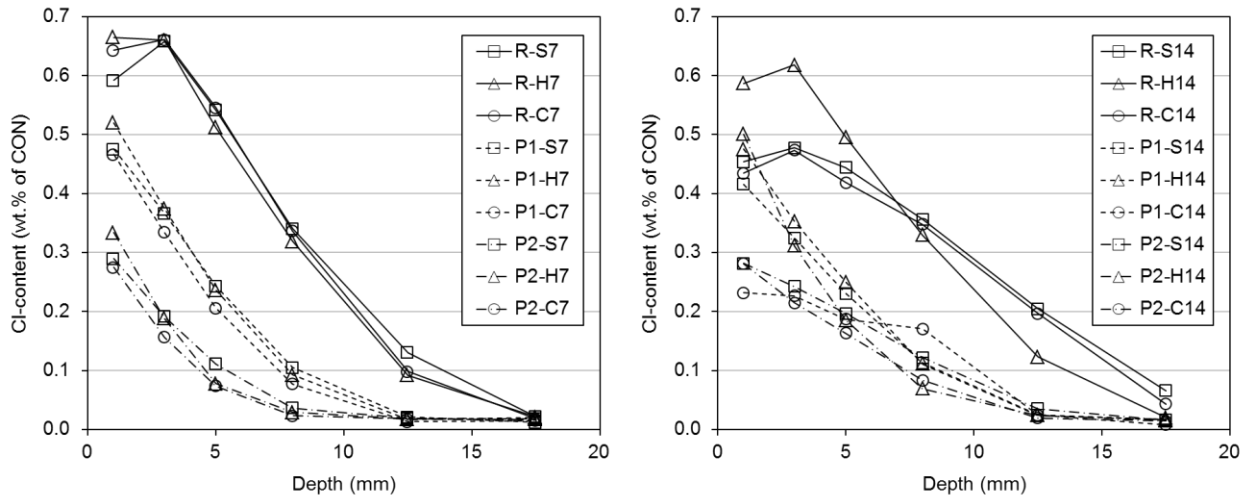 0.7
0.6
0.5
0.4
0.3
0.2
0.1
0.0
Cl-content (wt.% of CON)
0
5
10
15
20
Depth (mm)
R-S7
R-H7
R-C7
P1-S7
P1-H7
P1-C7
P2-S7
P2-H7
P2-C7
0.7
0.6
0.5
0.4
0.3
0.2
0.1
0.0
Cl-content (wt.% of CON)
0
5
10
15
20
Depth (mm)
R-S14
R-H14
R-C14
P1-S14
P1-H14
P1-C14
P2-S14
P2-H14
P2-C14